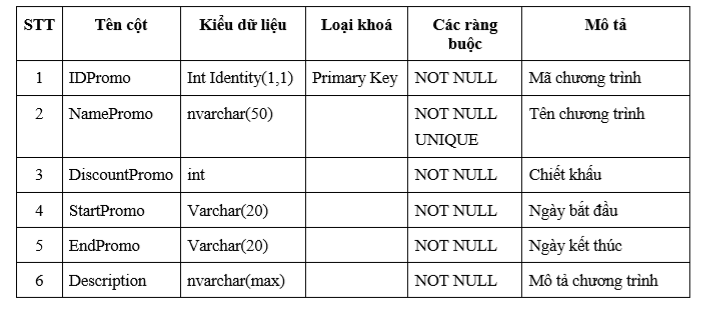 STT Tên cột Kiểu dữ liệu Loại khoá Các ràng buộc Mô tả
1 IDPromo Int Identity(1,1) Primary Key NOT NULL Mã chương trình
2 NamePromo nvarchar(50) NOT NULL UNIQUE Tên chương trình
3 DiscountPromo int NOT NULL Chiết khấu
4 StartPromo Varchar(20) NOT NULL Ngày bắt đầu
5 EndPromo Varchar(20) NOT NULL Ngày kết thúc
6 Description nvarchar(max) NOT NULL Mô tả chương trình